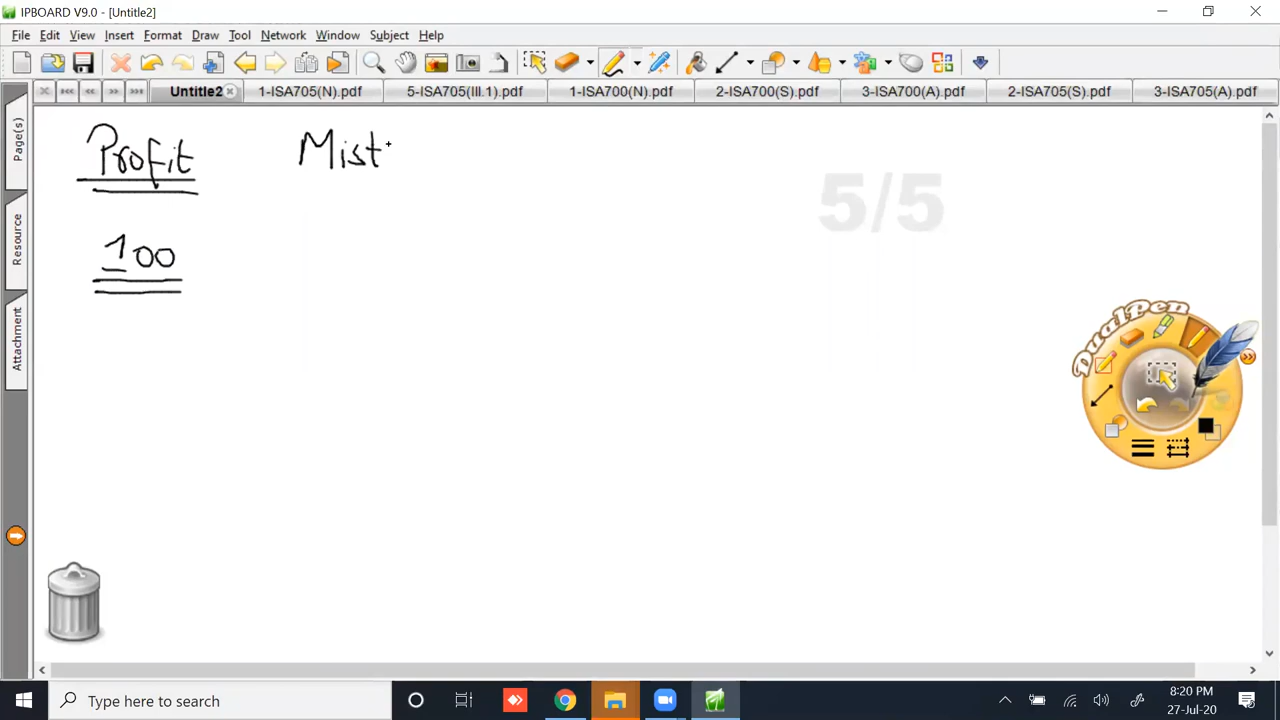 IPBOARD V9.0 - [Untitle2]
File Edit View Insert Format Draw Tool Network Window Subject Help
Untitle2 1-ISA705(N).pdf 5-ISA705(III.1).pdf 1-ISA700(N).pdf 2-ISA700(S).pdf 3-ISA700(A).pdf 2-ISA705(S).pdf 3-ISA705(A).pdf
Page(s)
Resource
Attachment
Profit Mist
5/5
100
DualPen
Type here to search
8:20 PM
27-Jul-20